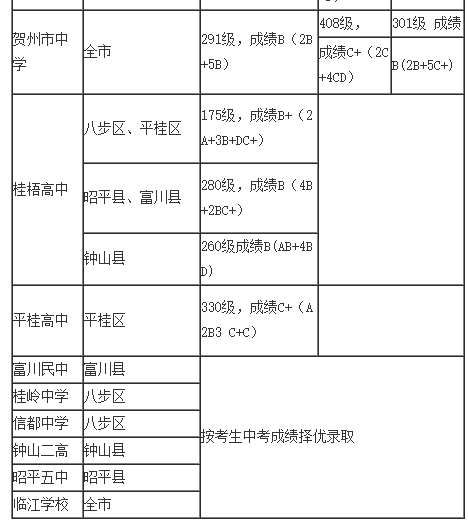 贺州市中学
全市
291级，成绩B（2B
+5B）
408级，
成绩C+（2C
+4CD）
301级 成绩
B(2B+5C+)
桂梧高中
八步区、平桂区
175级，成绩B+（2
A+3B+DC+）
昭平县、富川县
280级，成绩B（4B
+2BC+）
钟山县
260级成绩B(AB+4B
D)
平桂高中
平桂区
330级，成绩C+（A
2B3 C+C）
富川民中
富川县
桂岭中学
八步区
信都中学
八步区
钟山二高
钟山县
昭平五中
昭平县
临江学校
全市
按考生中考成绩择优录取